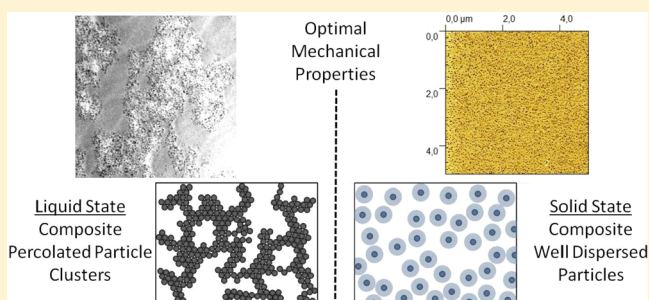 Optimal
Mechanical
Properties
0,0 µm 2,0 4,0
0,0
2,0
4,0
Liquid State
Composite
Percolated Particle
Clusters
Solid State
Composite
Well Dispersed
Particles